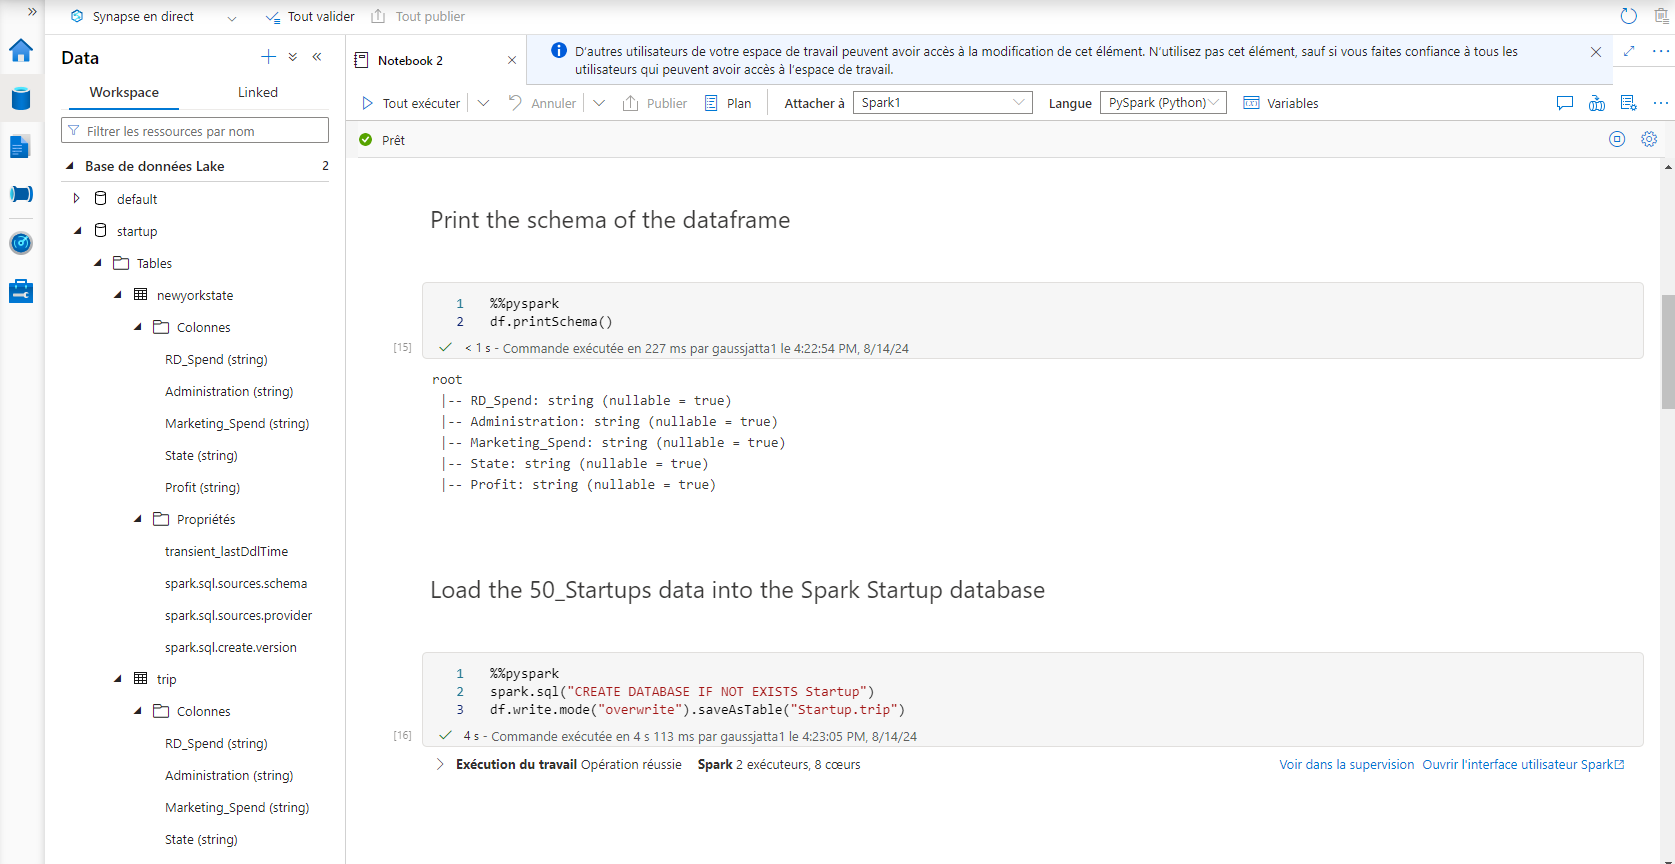 Synapse en direct
Tout valider
Tout publier
Data
Workspace
Linked
Filtrer les ressources par nom
Base de données Lake 2
default
startup
Tables
newyorkstate
Colonnes
RD_Spend (string)
Administration (string)
Marketing_Spend (string)
State (string)
Profit (string)
Propriétés
transient_lastDdlTime
spark.sql.sources.schema
spark.sql.sources.provider
spark.sql.create.version
trip
Colonnes
RD_Spend (string)
Administration (string)
Marketing_Spend (string)
State (string)
Notebook 2
D'autres utilisateurs de votre espace de travail peuvent avoir accès à la modification de cet élément. N'utilisez pas cet élément, sauf si vous faites confiance à tous les
utilisateurs qui peuvent avoir accès à l'espace de travail.
Tout exécuter
Annuler
Publier
Plan
Attacher à Spark1
Langue PySpark (Python)
Variables
Prêt
Print the schema of the dataframe
1 %%pyspark
2 df.printSchema()
[15] < 1 s - Commande exécutée en 227 ms par gaussjatta1 le 4:22:54 PM, 8/14/24
root
|-- RD_Spend: string (nullable = true)
|-- Administration: string (nullable = true)
|-- Marketing_Spend: string (nullable = true)
|-- State: string (nullable = true)
|-- Profit: string (nullable = true)
Load the 50_Startups data into the Spark Startup database
1 %%pyspark
2 spark.sql("CREATE DATABASE IF NOT EXISTS Startup")
3 df.write.mode("overwrite").saveAsTable("Startup.trip")
[16] 4 s - Commande exécutée en 4 s 113 ms par gaussjatta1 le 4:23:05 PM, 8/14/24
Exécution du travail Opération réussie Spark 2 exécuteurs, 8 cœurs
Voir dans la supervision Ouvrir l'interface utilisateur Spark